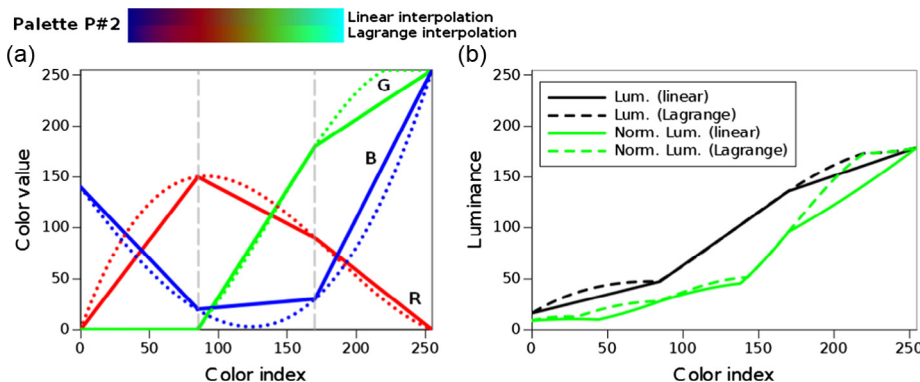 Palette P#2
Linear interpolation
Lagrange interpolation
(a)
250
200
150
100
50
0
Color value
G
B
R
0 50 100 150 200 250
Color index
(b)
250
200
150
100
50
0
Luminance
Lum. (linear)
Lum. (Lagrange)
Norm. Lum. (linear)
Norm. Lum. (Lagrange)
0 50 100 150 200 250
Color index